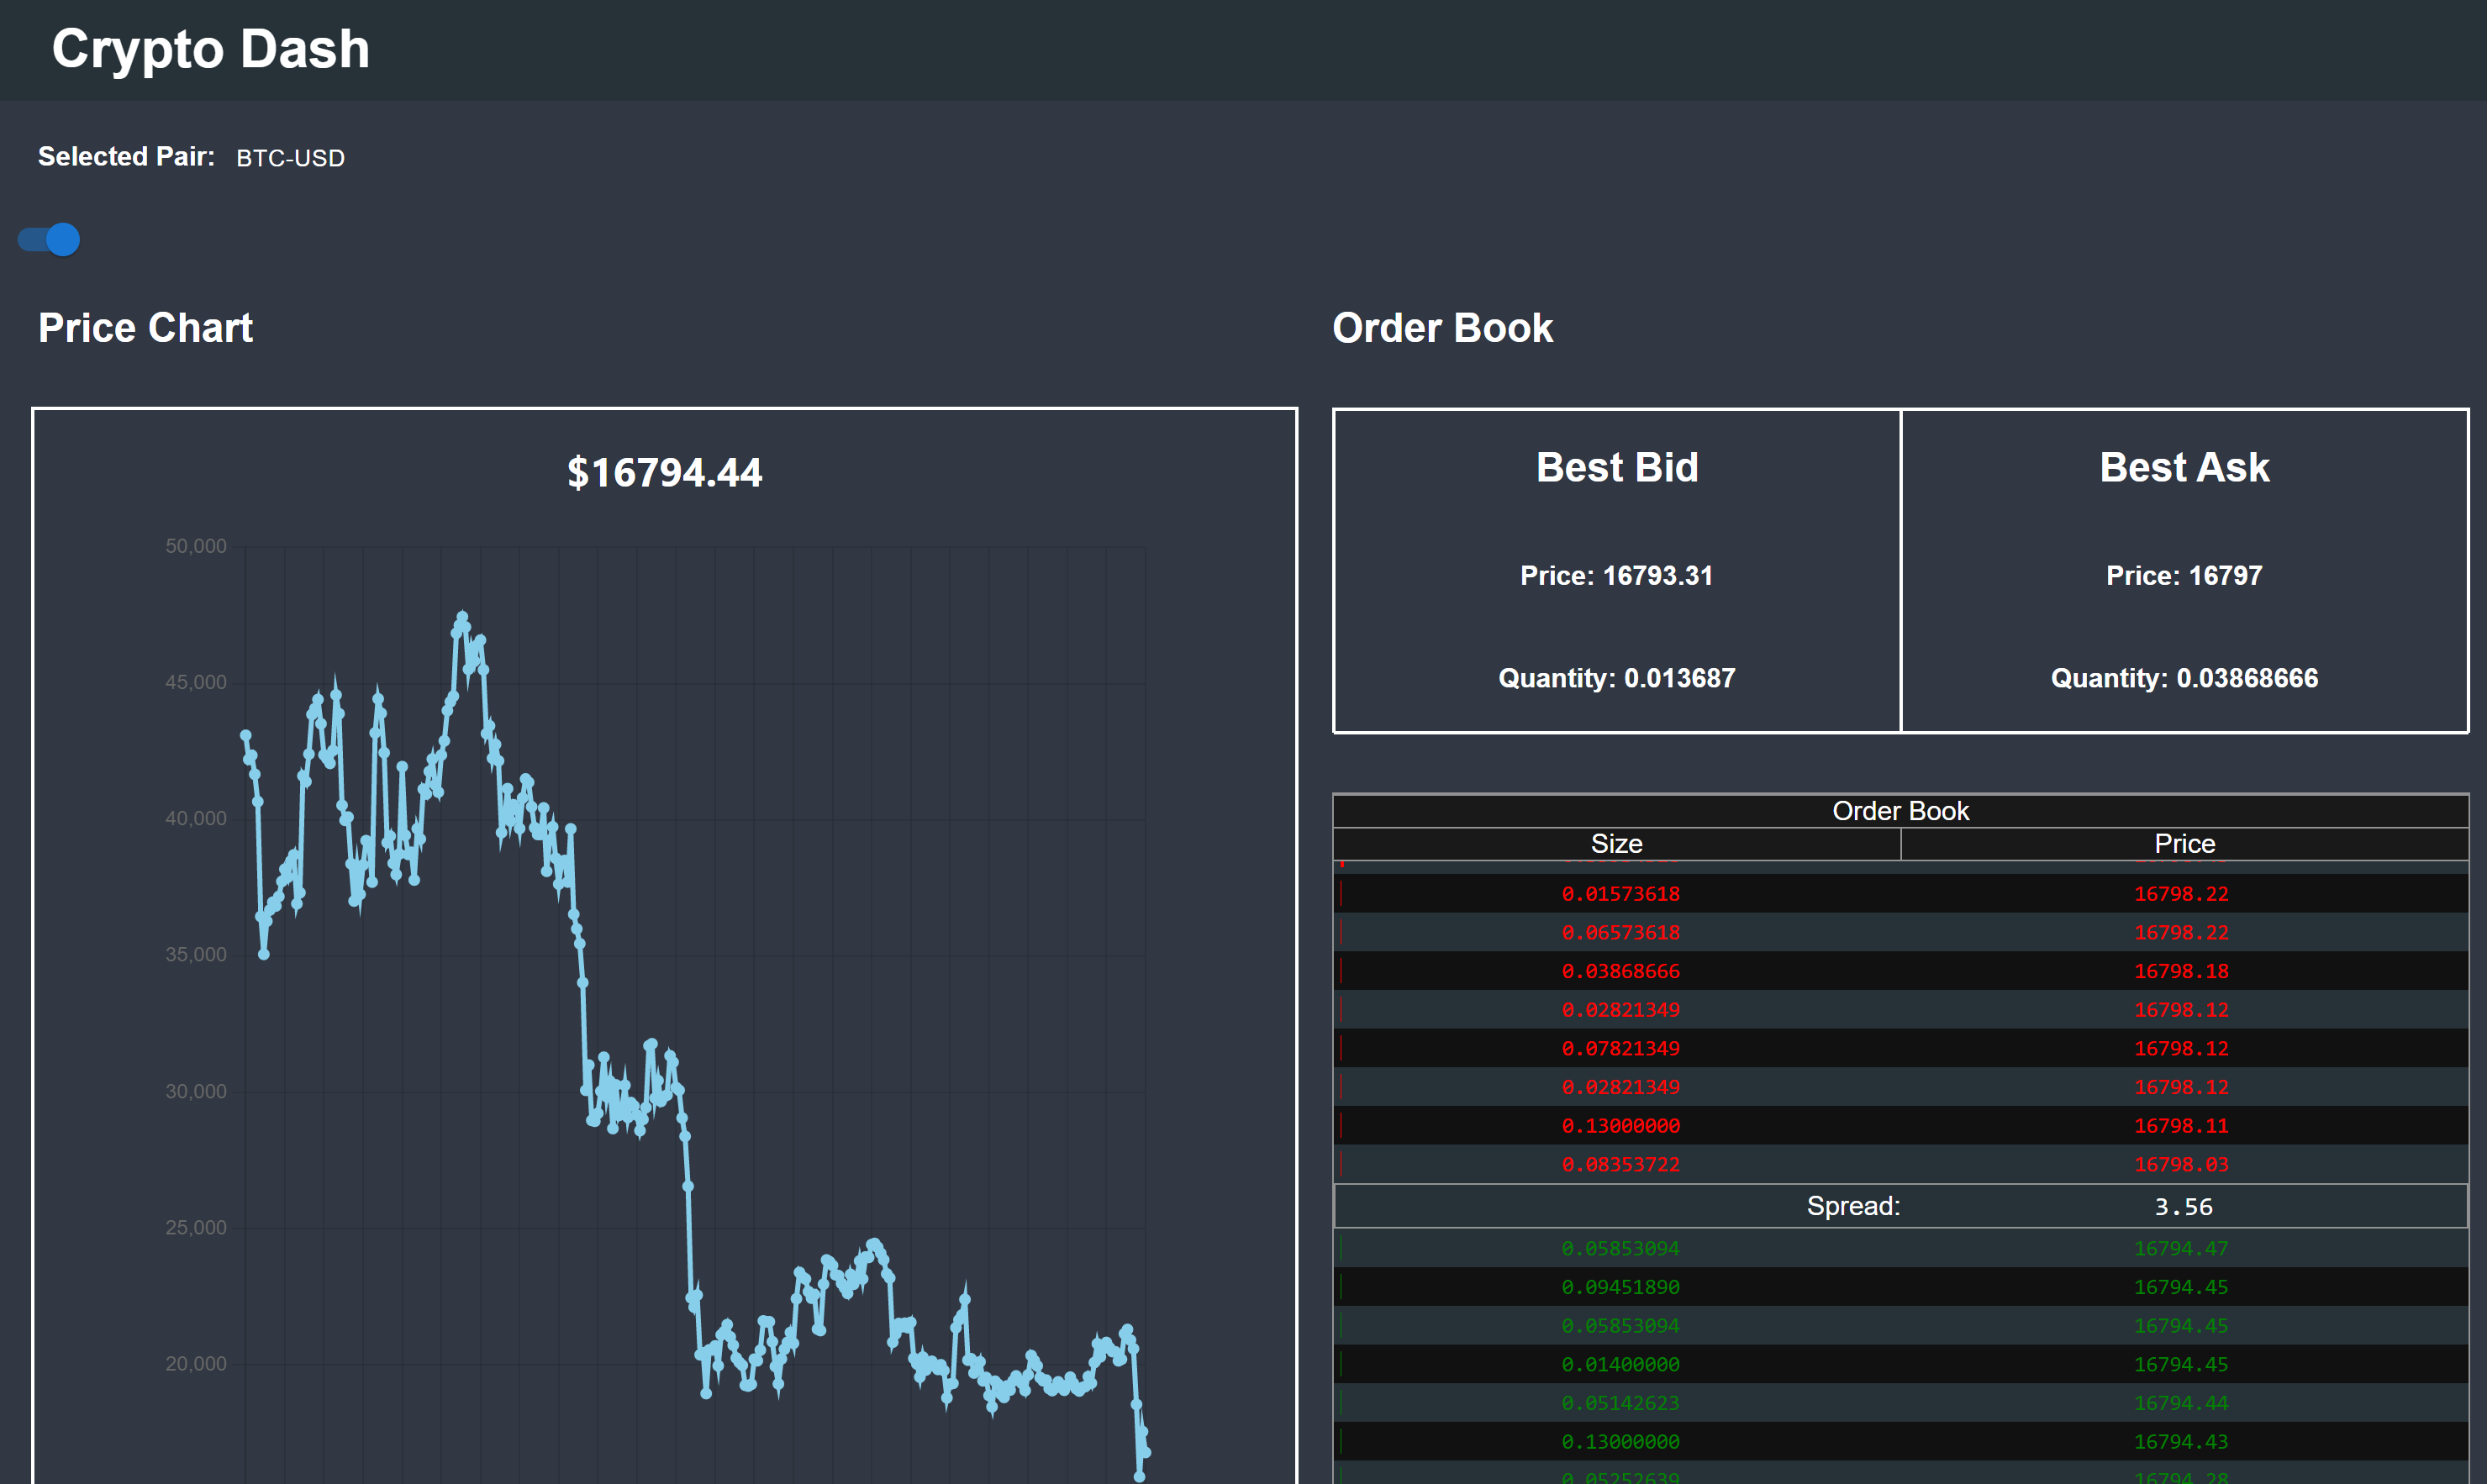 Crypto Dash
Selected Pair: BTC-USD
Price Chart
$16794.44
50,000
45,000
40,000
35,000
30,000
25,000
20,000
Order Book
Best Bid
Price: 16793.31
Quantity: 0.013687
Best Ask
Price: 16797
Quantity: 0.03868666
Order Book
Size Price
0.01573618 16798.22
0.06573618 16798.22
0.03868666 16798.18
0.02821349 16798.12
0.07821349 16798.12
0.02821349 16798.12
0.13000000 16798.11
0.08353722 16798.03
Spread: 3.56
0.05853094 16794.47
0.09451890 16794.45
0.05853094 16794.45
0.01400000 16794.45
0.05142623 16794.44
0.13000000 16794.43
0.05252639 16794.28